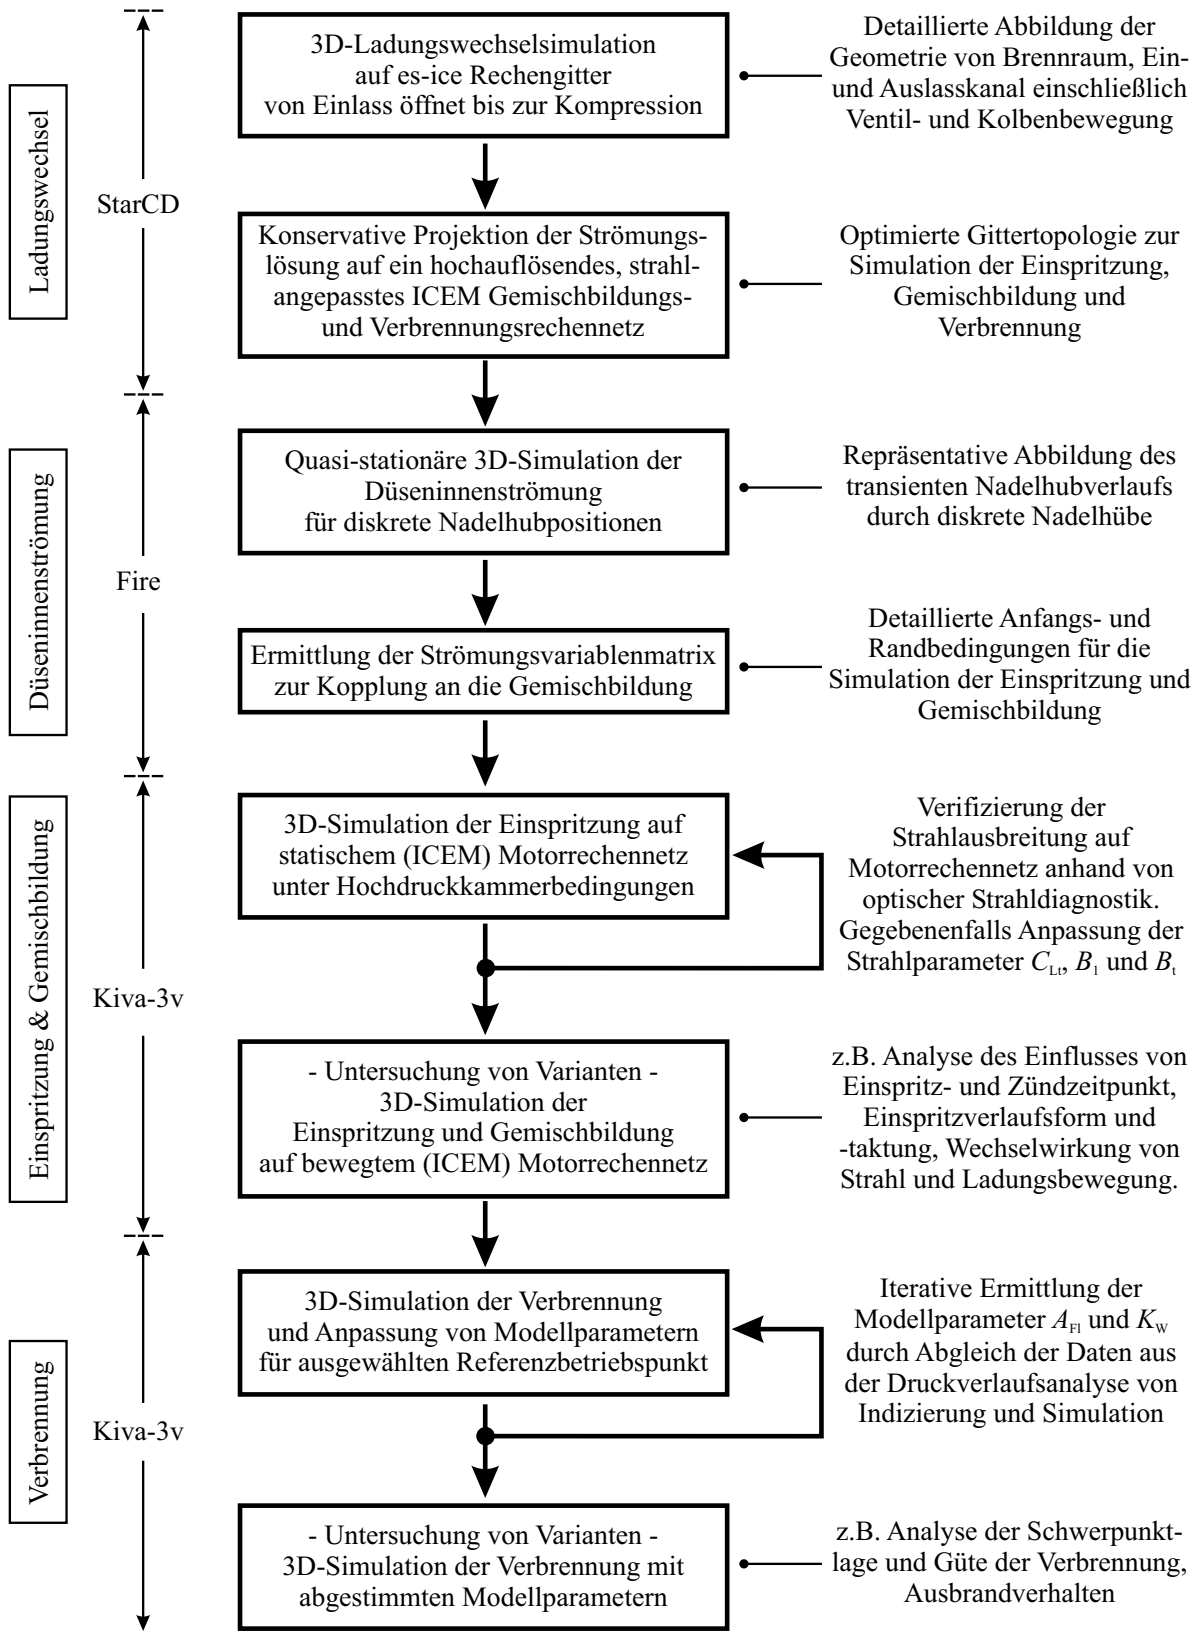 Ladungswechsel
StarCD
3D-Ladungswechselsimulation
auf es-ice Rechengitter
von Einlass öffnet bis zur Kompression
Detaillierte Abbildung der
Geometrie von Brennraum, Ein-
und Auslasskanal einschließlich
Ventil- und Kolbenbewegung
Konservative Projektion der Strömungs-
lösung auf ein hochauflösendes, strahl-
angepasstes ICEM Gemischbildungs-
und Verbrennungsrechennetz
Optimierte Gittertopologie zur
Simulation der Einspritzung,
Gemischbildung und
Verbrennung
Düseninnenströmung
Fire
Quasi-stationäre 3D-Simulation der
Düseninnenströmung
für diskrete Nadelhubpositionen
Repräsentative Abbildung des
transienten Nadelhubverlaufs
durch diskrete Nadelhübe
Ermittlung der Strömungsvariablenmatrix
zur Kopplung an die Gemischbildung
Detaillierte Anfangs- und
Randbedingungen für die
Simulation der Einspritzung und
Gemischbildung
Einspritzung & Gemischbildung
Kiva-3v
3D-Simulation der Einspritzung auf
statischem (ICEM) Motorrechennetz
unter Hochdruckkammerbedingungen
Verifizierung der
Strahlausbreitung auf
Motorrechennetz anhand von
optischer Strahldiagnostik.
Gegebenenfalls Anpassung der
Strahlparameter C_Lt, B_1 und B_t
- Untersuchung von Varianten -
3D-Simulation der
Einspritzung und Gemischbildung
auf bewegtem (ICEM) Motorrechennetz
z.B. Analyse des Einflusses von
Einspritz- und Zündzeitpunkt,
Einspritzverlaufsform und
-taktung, Wechselwirkung von
Strahl und Ladungsbewegung.
Verbrennung
Kiva-3v
3D-Simulation der Verbrennung
und Anpassung von Modellparametern
für ausgewählten Referenzbetriebspunkt
Iterative Ermittlung der
Modellparameter A_Fl und K_W
durch Abgleich der Daten aus
der Druckverlaufsanalyse von
Indizierung und Simulation
- Untersuchung von Varianten -
3D-Simulation der Verbrennung mit
abgestimmten Modellparametern
z.B. Analyse der Schwerpunkt-
lage und Güte der Verbrennung,
Ausbrandverhalten